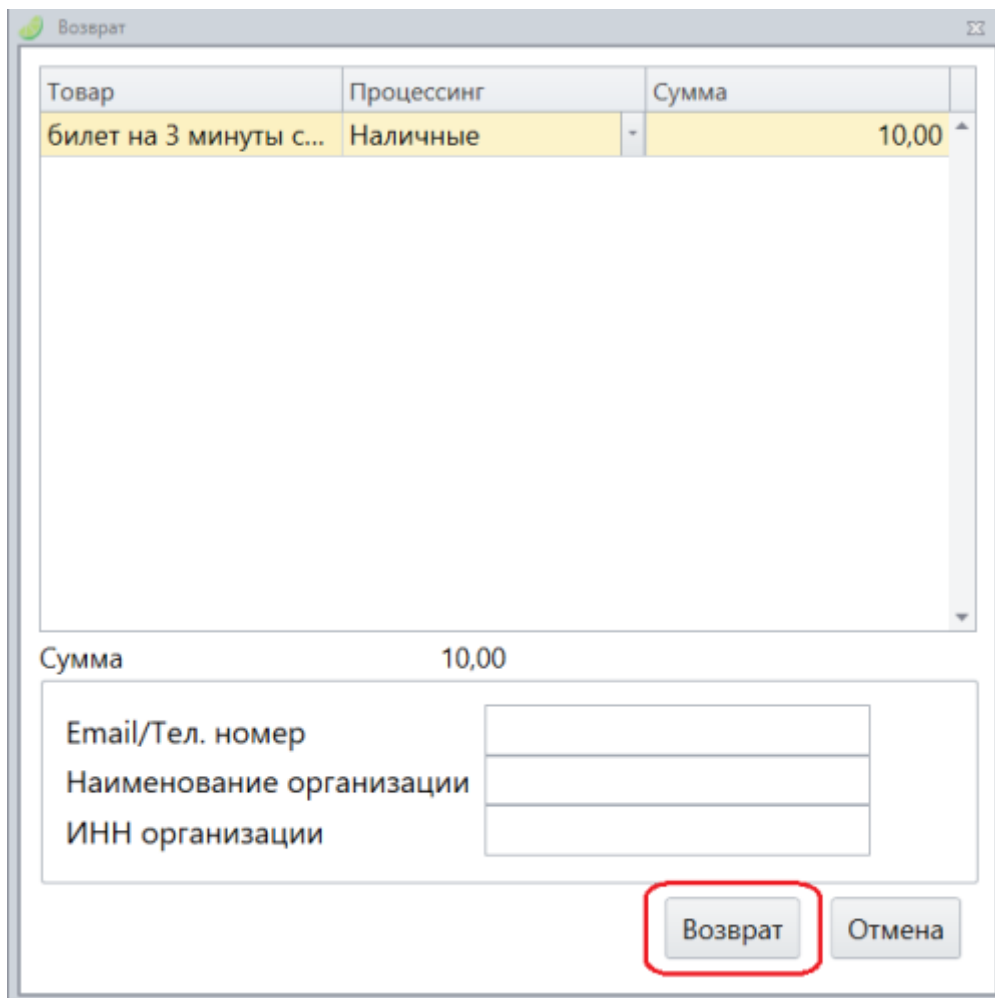 Возврат
Товар Процессинг Сумма
билет на 3 минуты с... Наличные 10,00
Сумма 10,00
Email/Тел. номер
Наименование организации
ИНН организации
Возврат Отмена